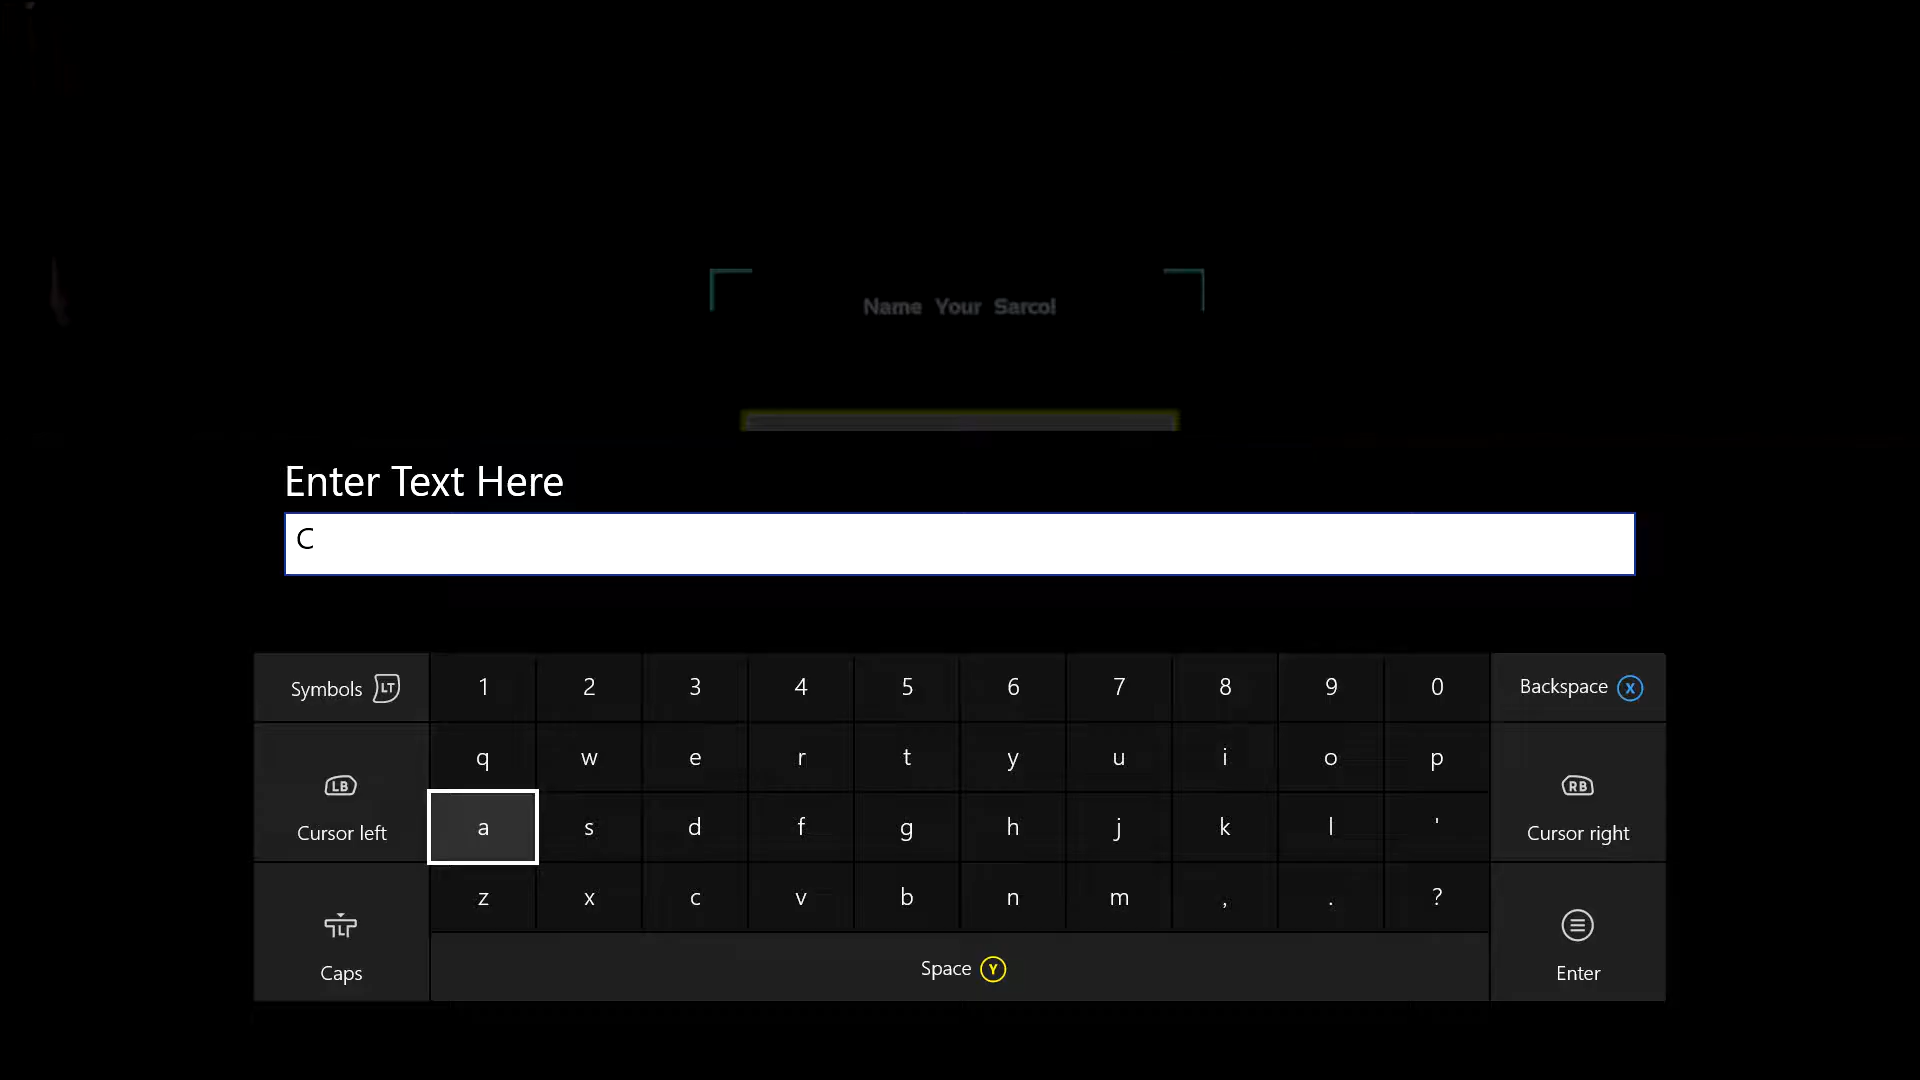 Name Your Sarco!
Enter Text Here
C
Symbols LT 1 2 3 4 5 6 7 8 9 0 Backspace X
q w e r t y u i o p
LB RB
Cursor left a s d f g h j k l ' Cursor right
z x c v b n m , . ?
Caps Space Y Enter